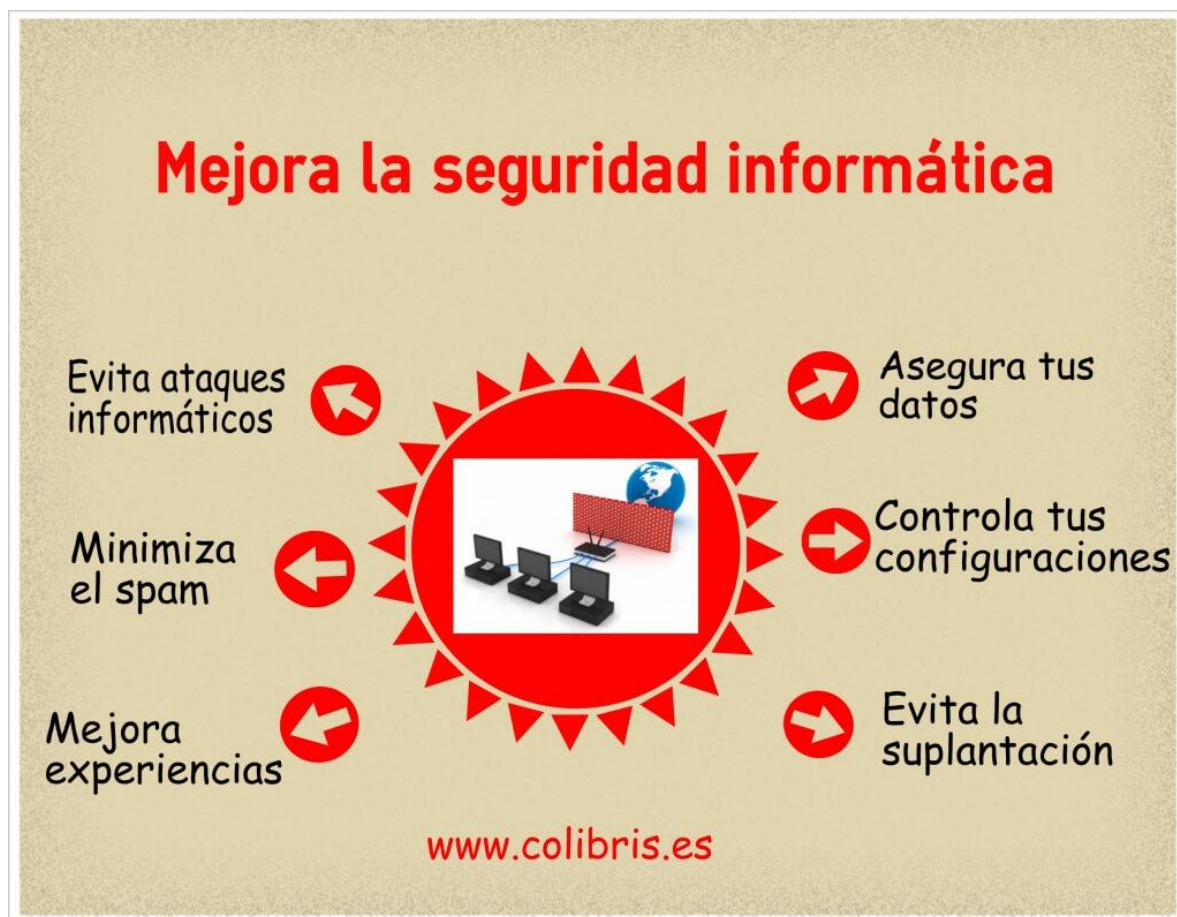 Mejora la seguridad informática
Evita ataques
informáticos
Asegura tus
datos
Minimiza
el spam
Controla tus
configuraciones
Mejora
experiencias
Evita la
suplantación
www.colibris.es